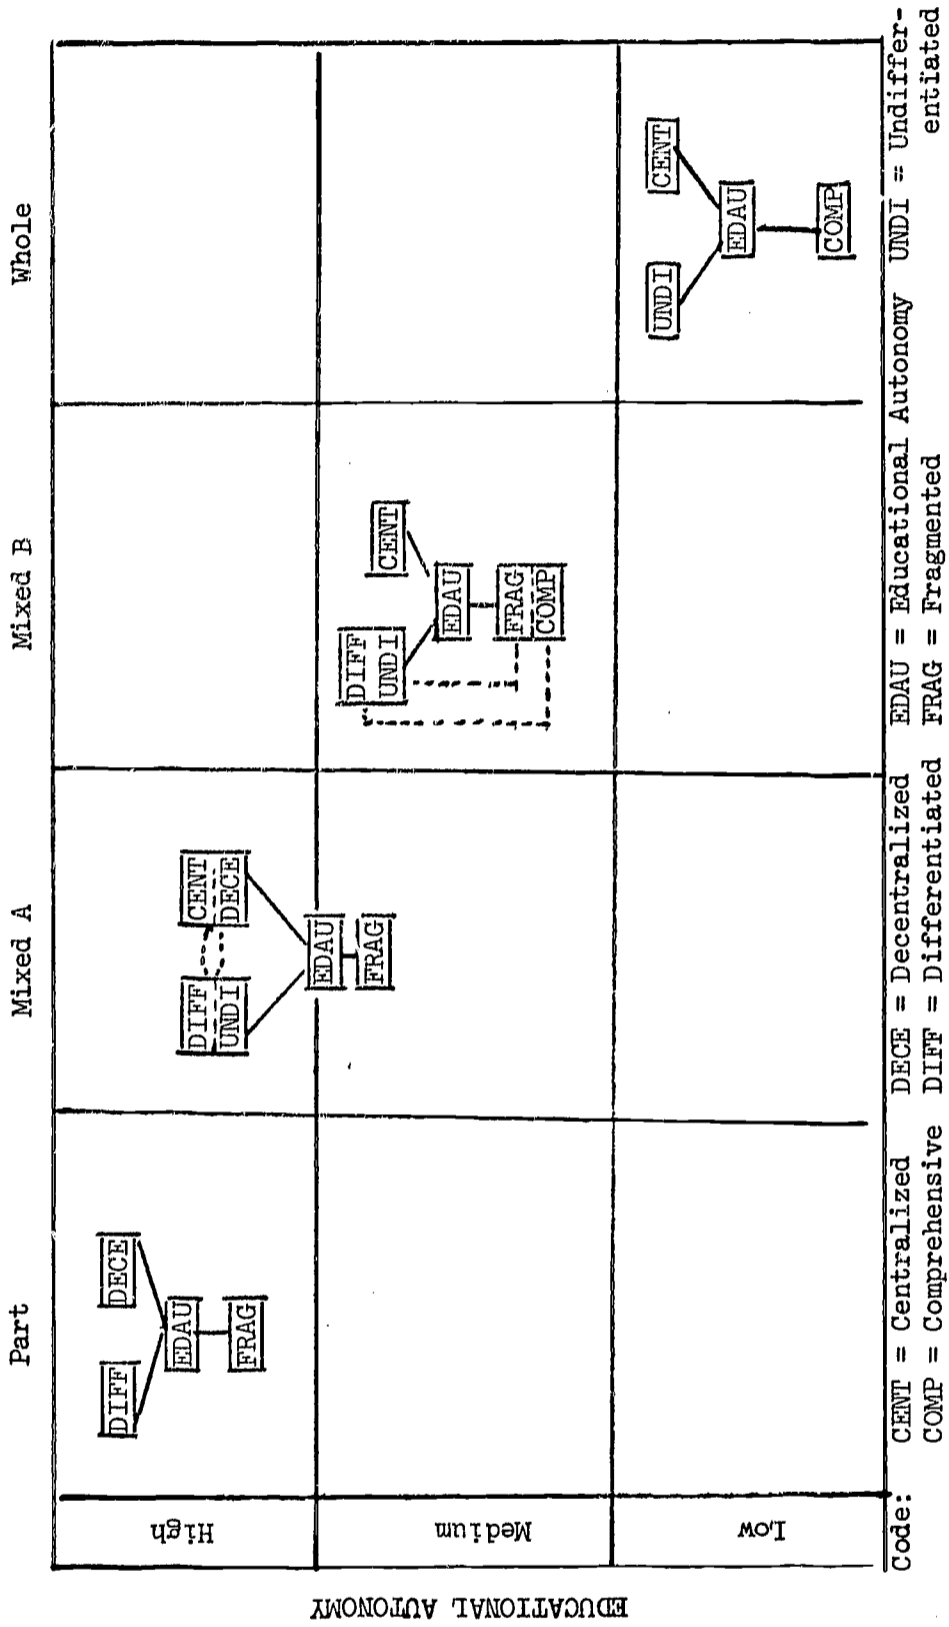 Part
Mixed A
Mixed B
Whole
EDUCATIONAL AUTONOMY
High
Medium
Low
DIFF
DECE
EDAU
FRAG
DIFF
UNDI
CENT
DECE
EDAU
FRAG
DIFF
UNDI
CENT
EDAU
FRAG
COMP
UNDI
CENT
EDAU
COMP
Code: CENT = Centralized DECE = Decentralized EDAU = Educational Autonomy UNDI = Undiffer-
COMP = Comprehensive DIFF = Differentiated FRAG = Fragmented entiated